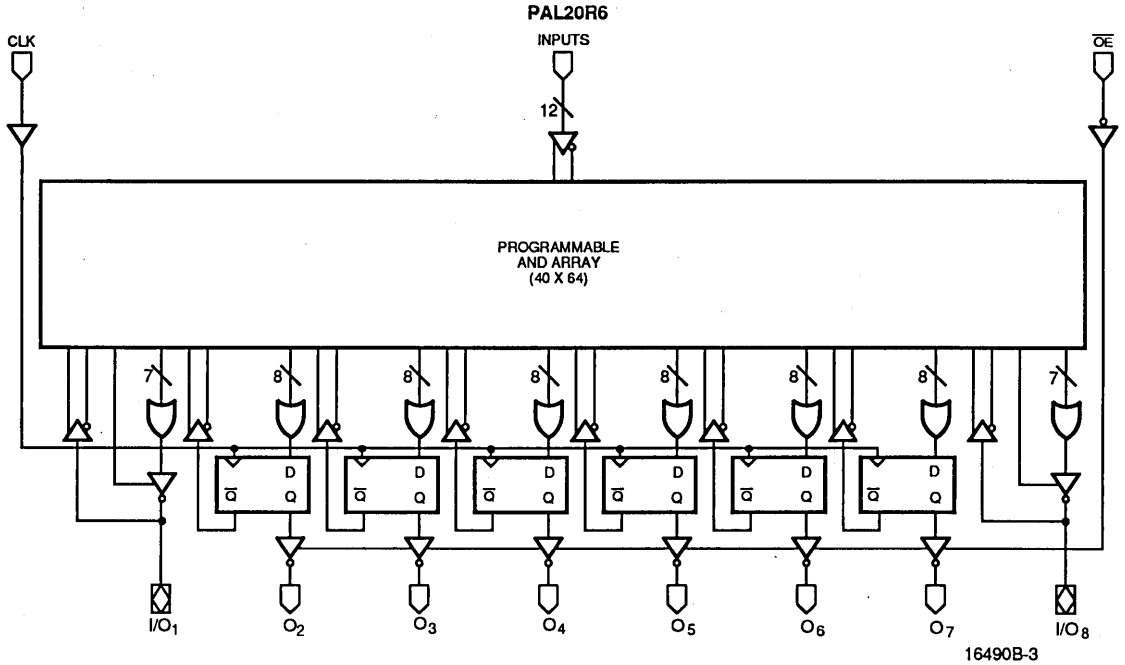 PAL20R6
CLK
INPUTS
OE
12
PROGRAMMABLE
AND ARRAY
(40 X 64)
7
8
8
8
8
8
8
7
D
Q̅ Q
D
Q̅ Q
D
Q̅ Q
D
Q̅ Q
D
Q̅ Q
D
Q̅ Q
I/O1
O2
O3
O4
O5
O6
O7
I/O8
16490B-3